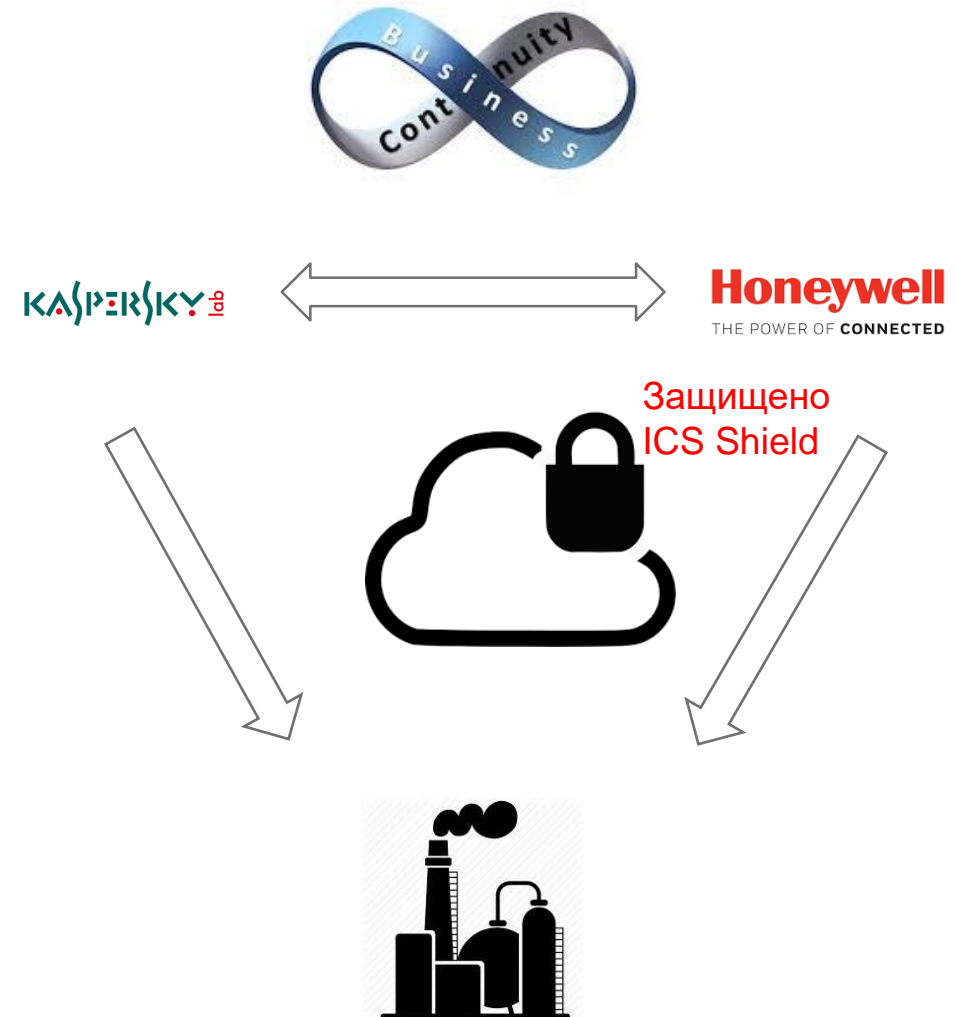 Business
Continuity
KASPERSKY lab
Honeywell
THE POWER OF CONNECTED
Защищено
ICS Shield